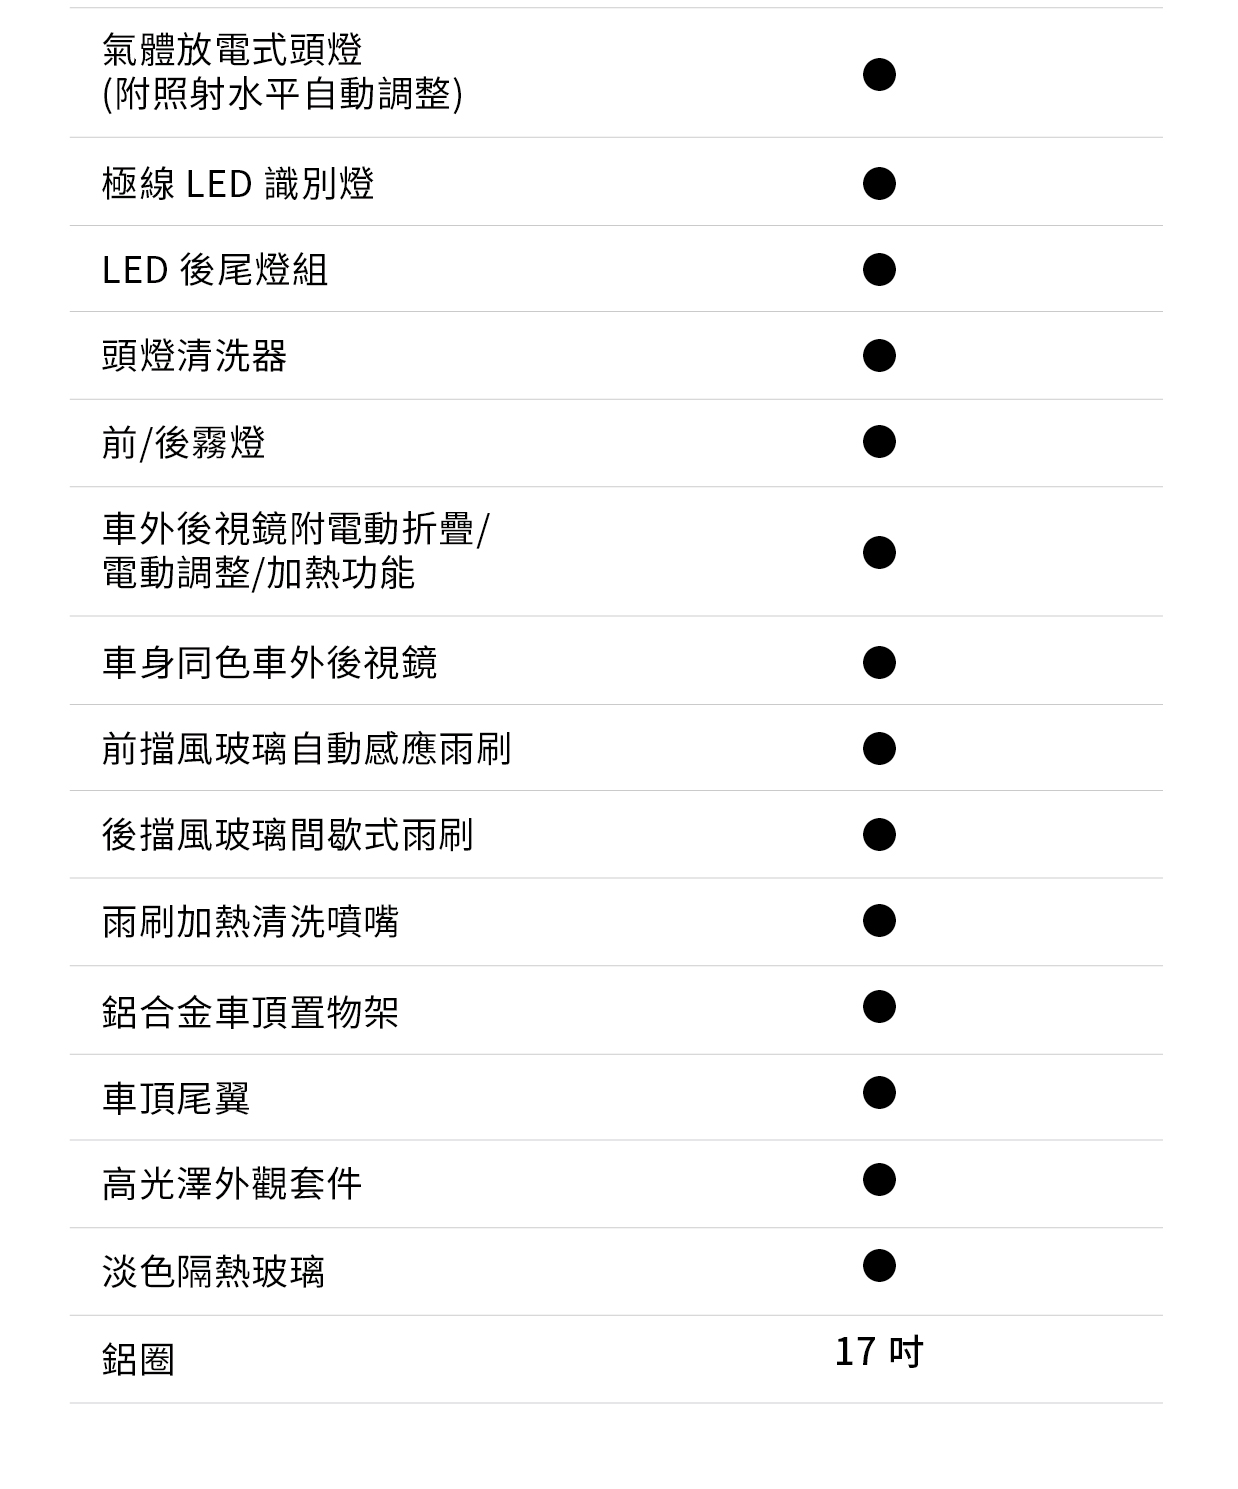 氣體放電式頭燈
(附照射水平自動調整)
極線 LED 識別燈
LED 後尾燈組
頭燈清洗器
前/後霧燈
車外後視鏡附電動折疊/
電動調整/加熱功能
車身同色車外後視鏡
前擋風玻璃自動感應雨刷
後擋風玻璃間歇式雨刷
雨刷加熱清洗噴嘴
鋁合金車頂置物架
車頂尾翼
高光澤外觀套件
淡色隔熱玻璃
鋁圈 17 吋